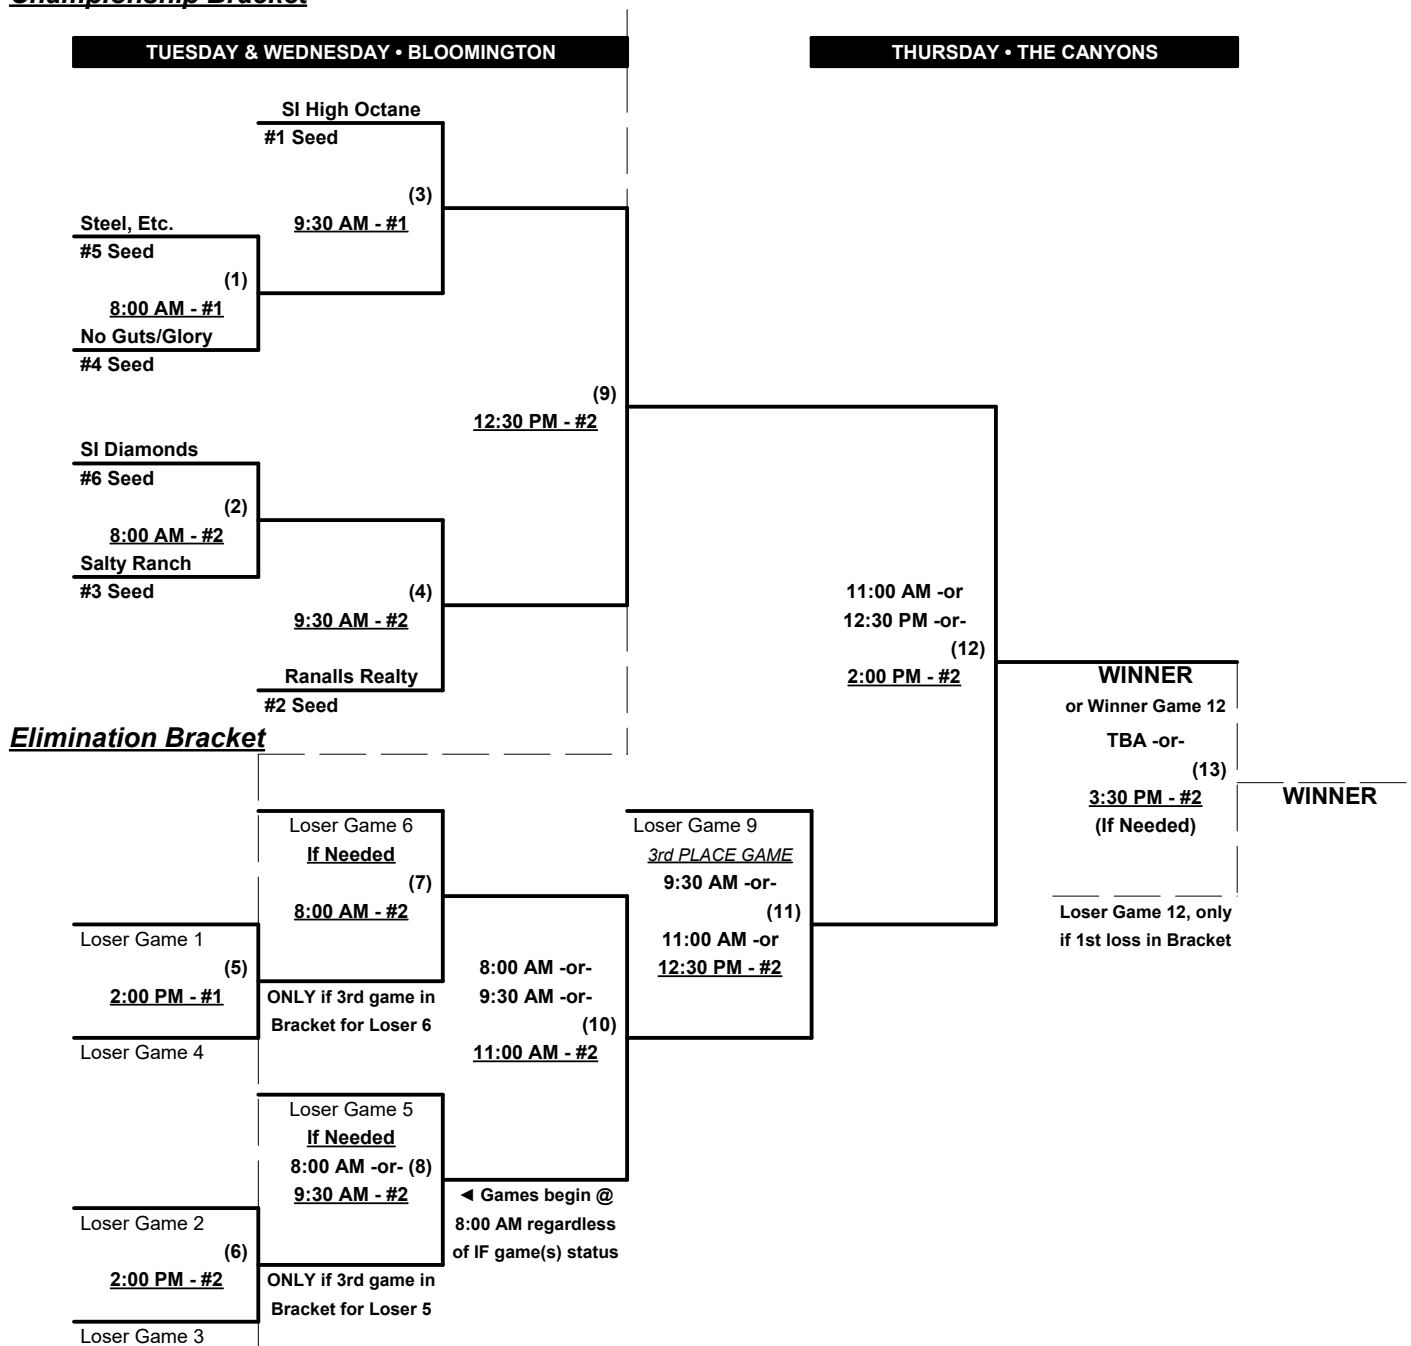 Championship Bracket
TUESDAY & WEDNESDAY • BLOOMINGTON
THURSDAY • THE CANYONS
SI High Octane
#1 Seed
(3)
9:30 AM - #1
Steel, Etc.
#5 Seed
(1)
8:00 AM - #1
No Guts/Glory
#4 Seed
(9)
12:30 PM - #2
SI Diamonds
#6 Seed
(2)
8:00 AM - #2
Salty Ranch
#3 Seed
(4)
9:30 AM - #2
Ranalls Realty
#2 Seed
11:00 AM -or
12:30 PM -or-
(12)
2:00 PM - #2
WINNER
or Winner Game 12
TBA -or-
(13)
3:30 PM - #2
(If Needed)
WINNER
Loser Game 12, only
if 1st loss in Bracket
Elimination Bracket
Loser Game 6
If Needed
(7)
8:00 AM - #2
Loser Game 9
3rd PLACE GAME
9:30 AM -or-
(11)
11:00 AM -or
12:30 PM - #2
Loser Game 1
(5)
2:00 PM - #1
Loser Game 4
ONLY if 3rd game in
Bracket for Loser 6
8:00 AM -or-
9:30 AM -or-
(10)
11:00 AM - #2
Loser Game 5
If Needed
8:00 AM -or- (8)
9:30 AM - #2
◄ Games begin @
8:00 AM regardless
of IF game(s) status
Loser Game 2
(6)
2:00 PM - #2
Loser Game 3
ONLY if 3rd game in
Bracket for Loser 5